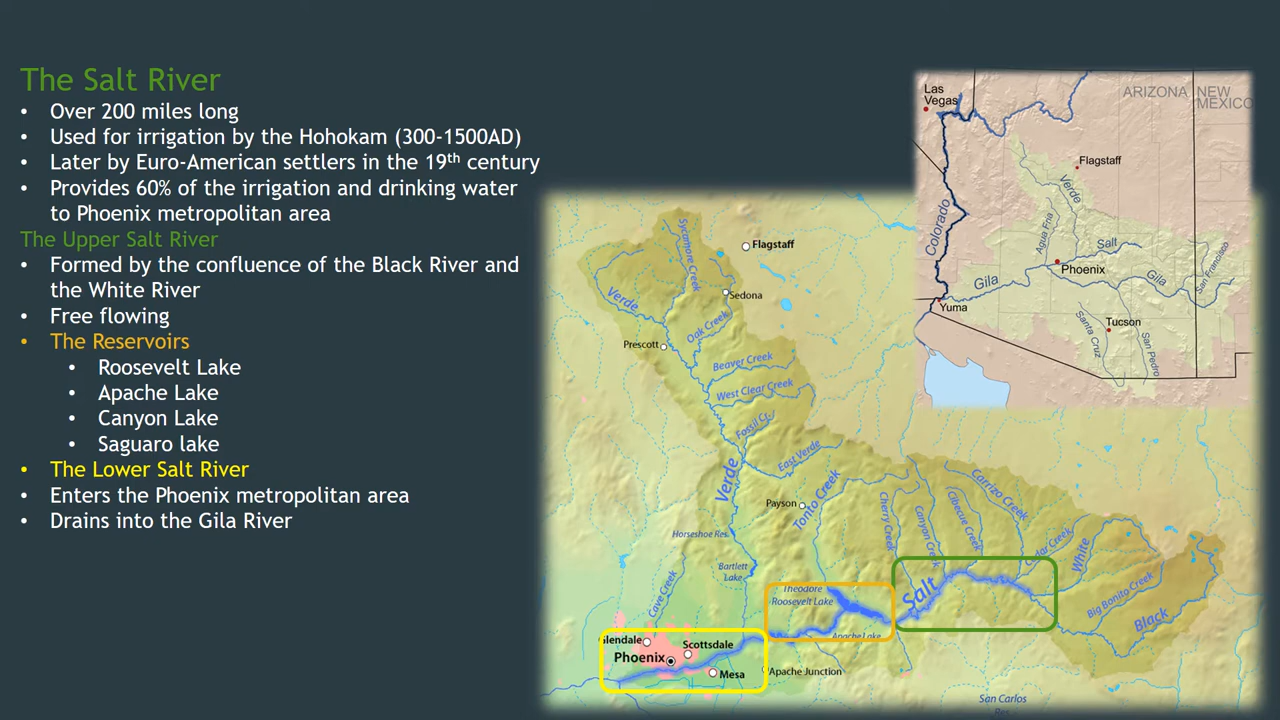 The Salt River
• Over 200 miles long
• Used for irrigation by the Hohokam (300-1500AD)
• Later by Euro-American settlers in the 19th century
• Provides 60% of the irrigation and drinking water
to Phoenix metropolitan area
The Upper Salt River
• Formed by the confluence of the Black River and
the White River
• Free flowing
• The Reservoirs
• Roosevelt Lake
• Apache Lake
• Canyon Lake
• Saguaro lake
• The Lower Salt River
• Enters the Phoenix metropolitan area
• Drains into the Gila River
Las
Vegas
ARIZONA
NEW
MEXICO
Flagstaff
Verde
Colorado
Agua Fria
Salt
Phoenix
Gila
Gila
San Francisco
Yuma
Tucson
Santa Cruz
San Pedro
Sycamore Creek
Flagstaff
Verde
Sedona
Oak Creek
Prescott
Beaver Creek
West Clear Creek
Fossil Cr.
East Verde
Verde
Tonto Creek
Payson
Cherry Creek
Canyon Creek
Cibecue Creek
Carrizo Creek
White
Horseshoe Res.
Bartlett
Lake
Cave Creek
Theodore
Roosevelt Lake
Salt
Big Bonito Creek
Black
Apache Lake
Glendale
Scottsdale
Phoenix
Mesa
Apache Junction
San Carlos